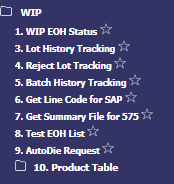 WIP
1. WIP EOH Status
3. Lot History Tracking
4. Reject Lot Tracking
5. Batch History Tracking
6. Get Line Code for SAP
7. Get Summary File for 575
8. Test EOH List
9. AutoDie Request
10. Product Table